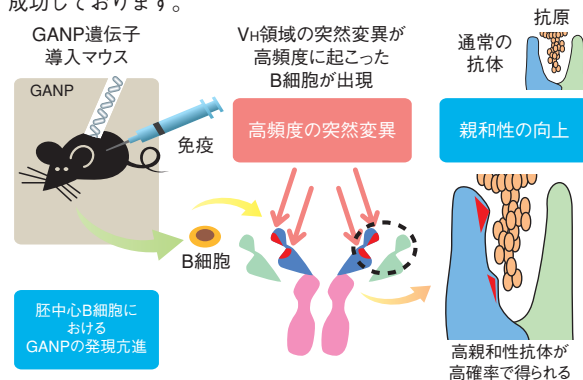 成功しております。
GANP遺伝子
導入マウス
GANP
免疫
VH領域の突然変異が
高頻度に起こった
B細胞が出現
高頻度の突然変異
B細胞
胚中心B細胞に
おける
GANPの発現亢進
抗原
通常の
抗体
親和性の向上
高親和性抗体が
高確率で得られる